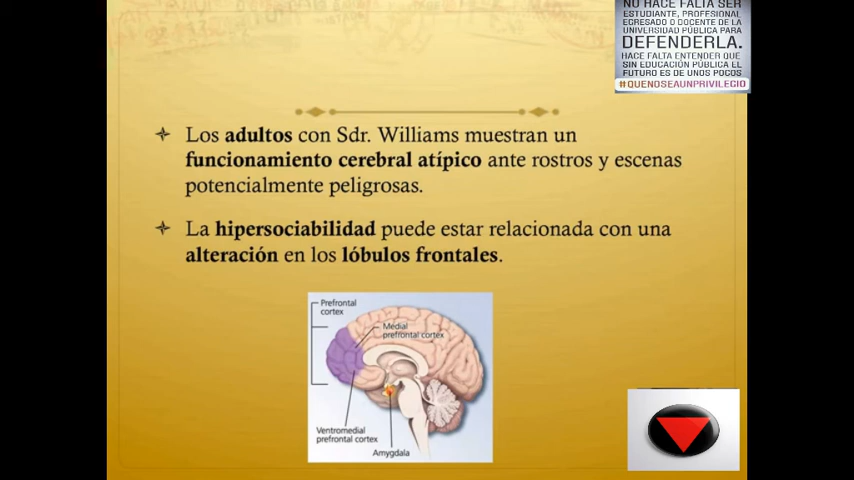 NO HACE FALTA SER
ESTUDIANTE, PROFESIONAL
EGRESADO O DOCENTE DE LA
UNIVERSIDAD PÚBLICA PARA
DEFENDERLA.
HACE FALTA ENTENDER QUE
SIN EDUCACIÓN PÚBLICA EL
FUTURO ES DE UNOS POCOS
#QUENOSEAUNPRIVILEGIO
Los adultos con Sdr. Williams muestran un
funcionamiento cerebral atípico ante rostros y escenas
potencialmente peligrosas.
La hipersociabilidad puede estar relacionada con una
alteración en los lóbulos frontales.
Prefrontal
cortex
Medial
prefrontal cortex
Ventromedial
prefrontal cortex
Amygdala